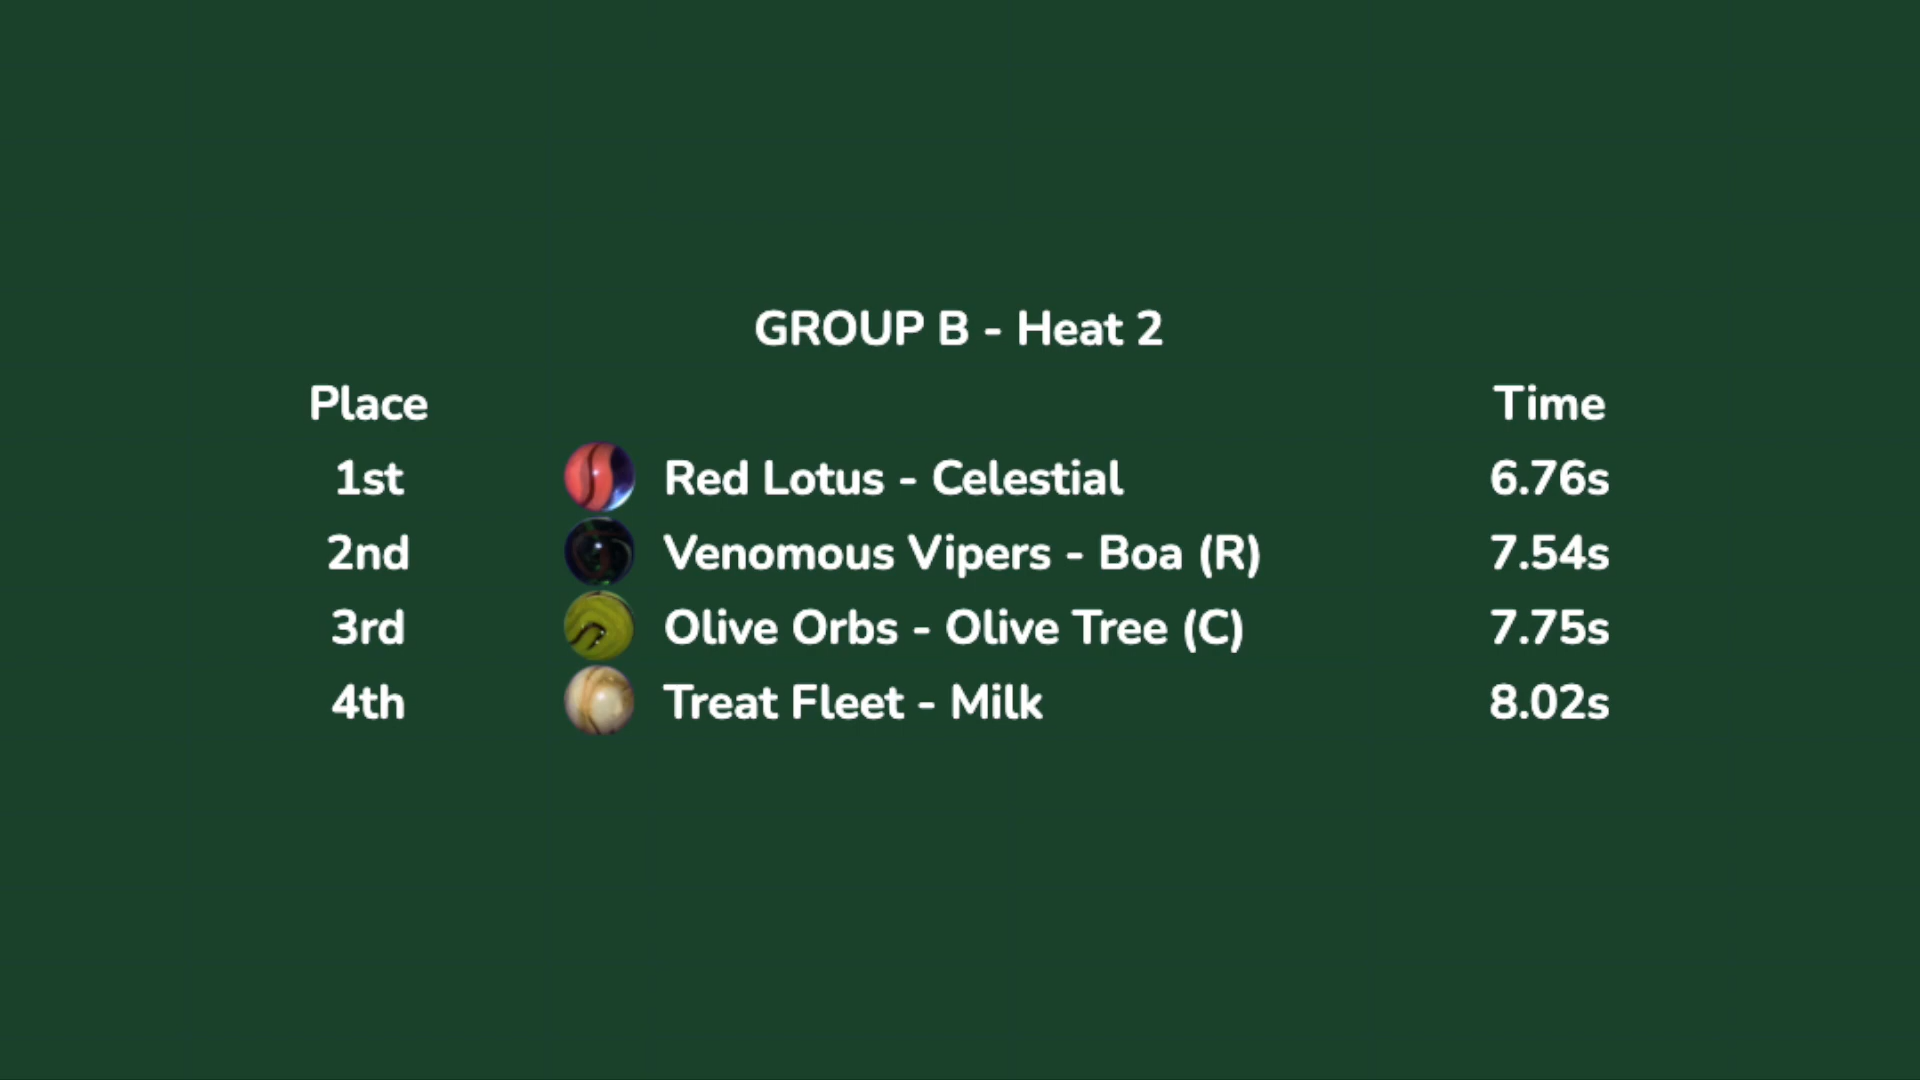 GROUP B - Heat 2
Place Time
1st Red Lotus - Celestial 6.76s
2nd Venomous Vipers - Boa (R) 7.54s
3rd Olive Orbs - Olive Tree (C) 7.75s
4th Treat Fleet - Milk 8.02s